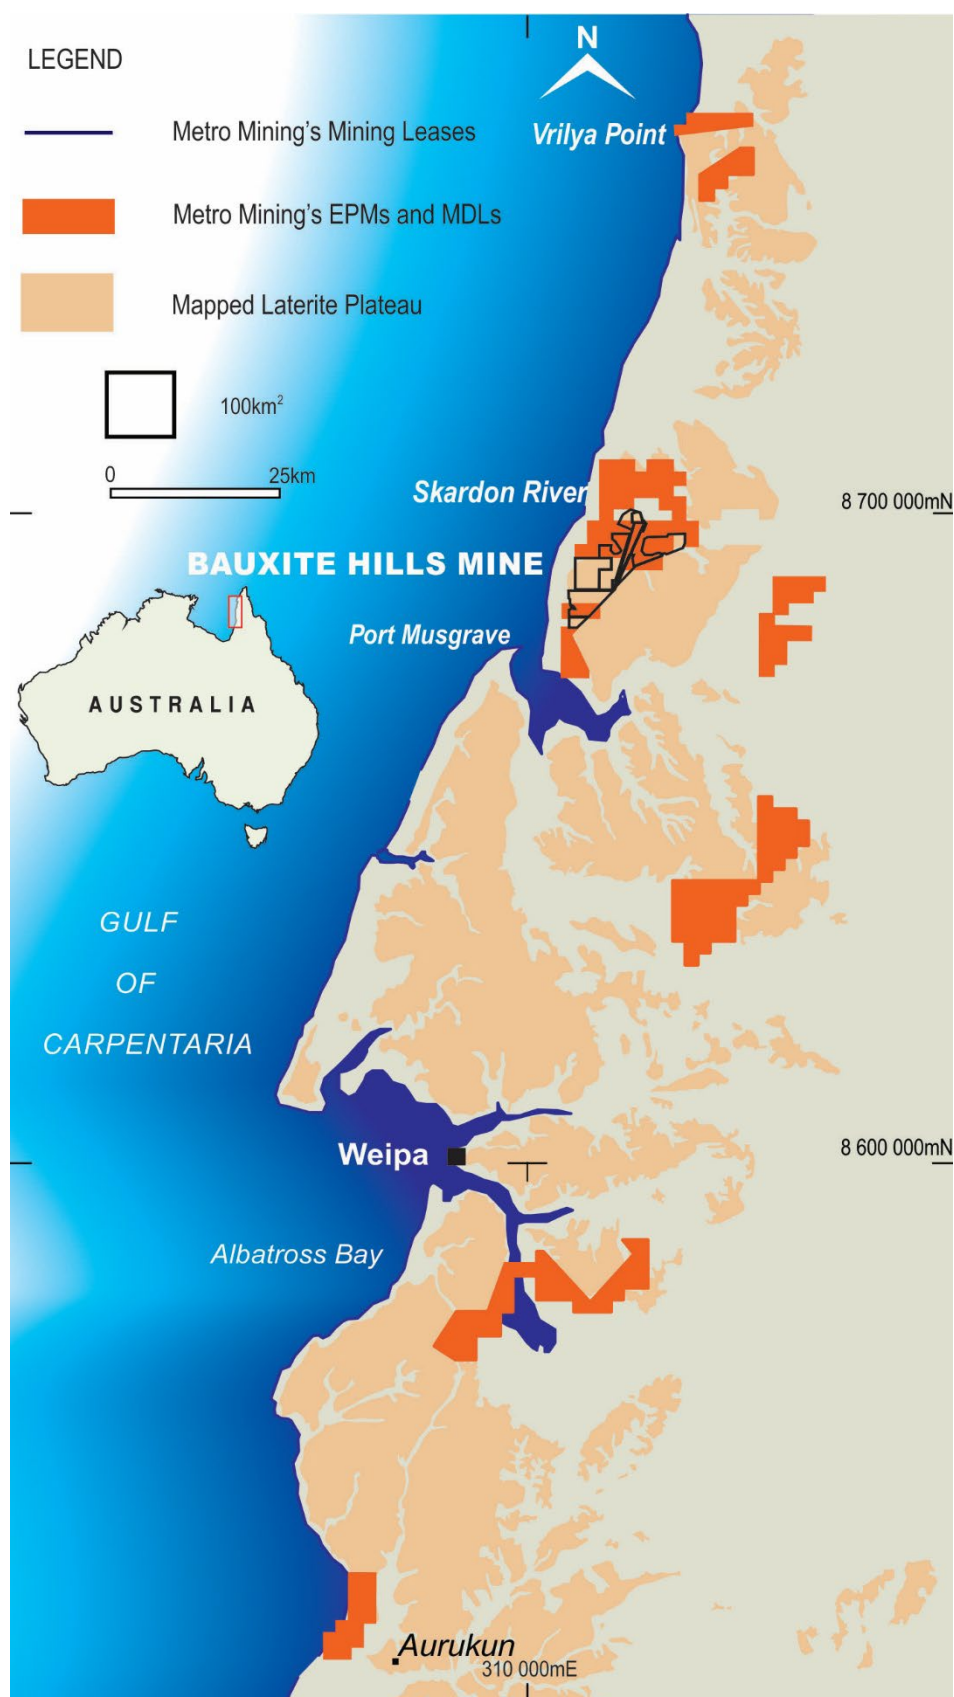 LEGEND
Metro Mining's Mining Leases
Metro Mining's EPMs and MDLs
Mapped Laterite Plateau
100km²
0 25km
N
Vrilya Point
Skardon River
8 700 000mN
BAUXITE HILLS MINE
Port Musgrave
AUSTRALIA
GULF
OF
CARPENTARIA
Weipa
8 600 000mN
Albatross Bay
Aurukun
310 000mE